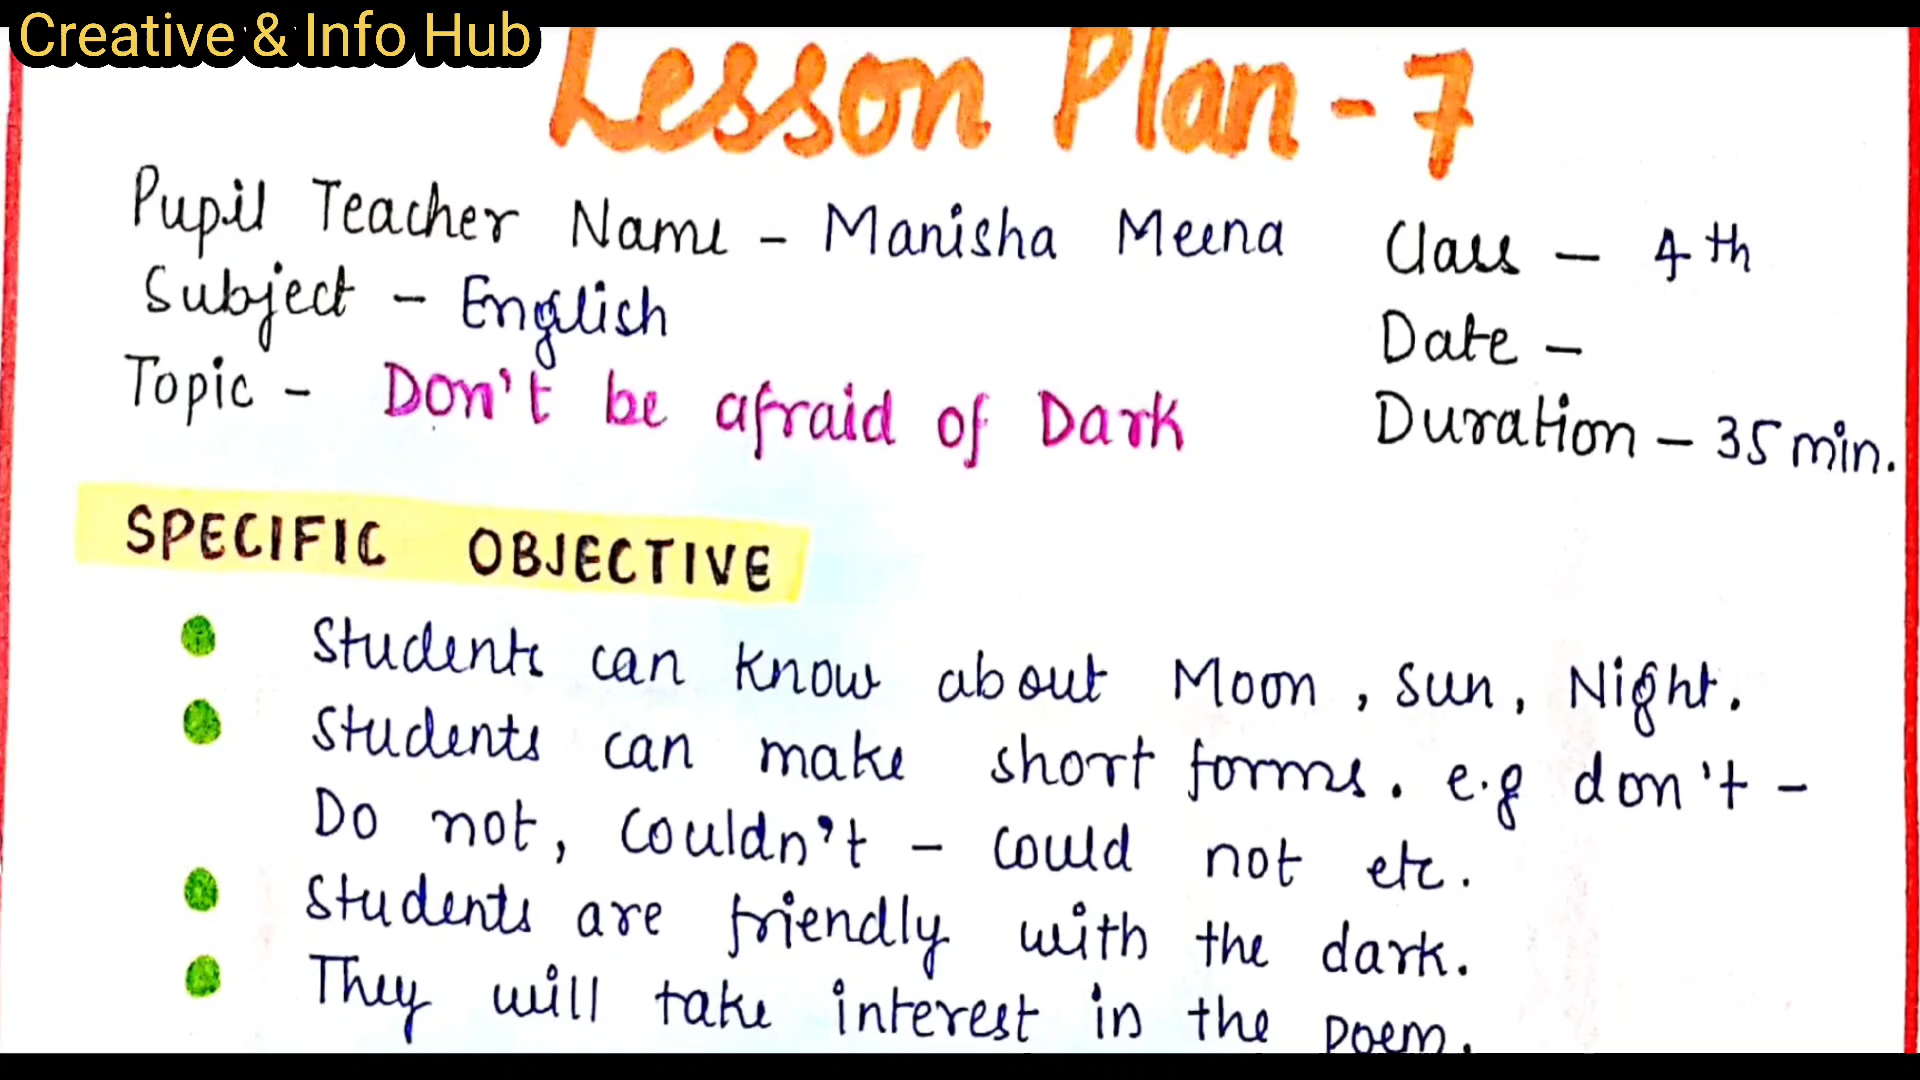 Creative & Info Hub
Lesson Plan - 7
Pupil Teacher Name - Manisha Meena
Class - 4th
Subject - English
Date -
Topic - Don't be afraid of Dark
Duration - 35 min.
SPECIFIC OBJECTIVE
Students can know about Moon, Sun, Night.
Students can make short forms. e.g don't -
Do not, Couldn't - Could not etc.
Students are friendly with the dark.
They will take interest in the poem.